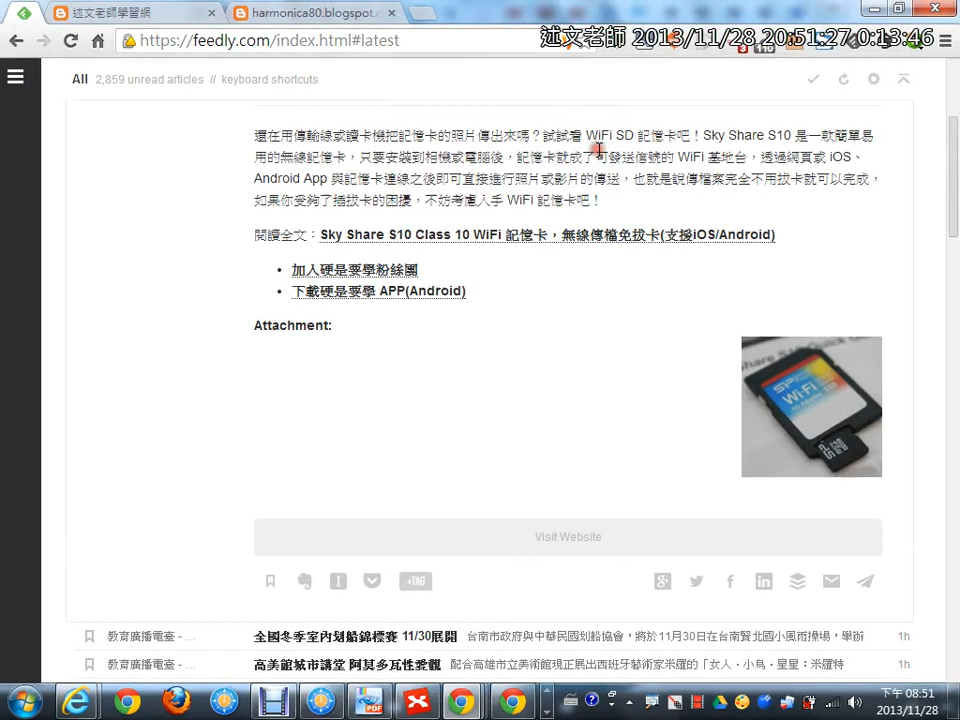 述文老師學習網
harmonica80.blogspot.c
https://feedly.com/index.html#latest
述文老師 2013/11/28 20:51:27 0:13:46
All 2,859 unread articles // keyboard shortcuts
還在用傳輸線或讀卡機把記憶卡的照片傳出來嗎？試試看 WiFi SD 記憶卡吧！Sky Share S10 是一款簡單易
用的無線記憶卡，只要安裝到相機或電腦後，記憶卡就成了可發送信號的 WiFi 基地台，透過網頁或 iOS、
Android App 與記憶卡連線之後即可直接進行照片或影片的傳送，也就是說傳檔案完全不用拔卡就可以完成，
如果你受夠了插拔卡的困擾，不妨考慮入手 WiFi 記憶卡吧！
閱讀全文：Sky Share S10 Class 10 WiFi 記憶卡，無線傳檔免拔卡(支援iOS/Android)
• 加入硬是要學粉絲團
• 下載硬是要學 APP(Android)
Attachment:
Wi-Fi
Visit Website
+TAG
教育廣播電臺 - ... 全國冬季室內划船錦標賽 11/30展開 台南市政府與中華民國划船協會，將於11月30日在台南賢北國小風雨操場，舉辦 1h
教育廣播電臺 - ... 高美館城市講堂 阿莫多瓦性愛觀 配合高雄市立美術館現正展出西班牙藝術家米羅的「女人‧小鳥‧星星：米羅特 1h
下午 08:51
2013/11/28